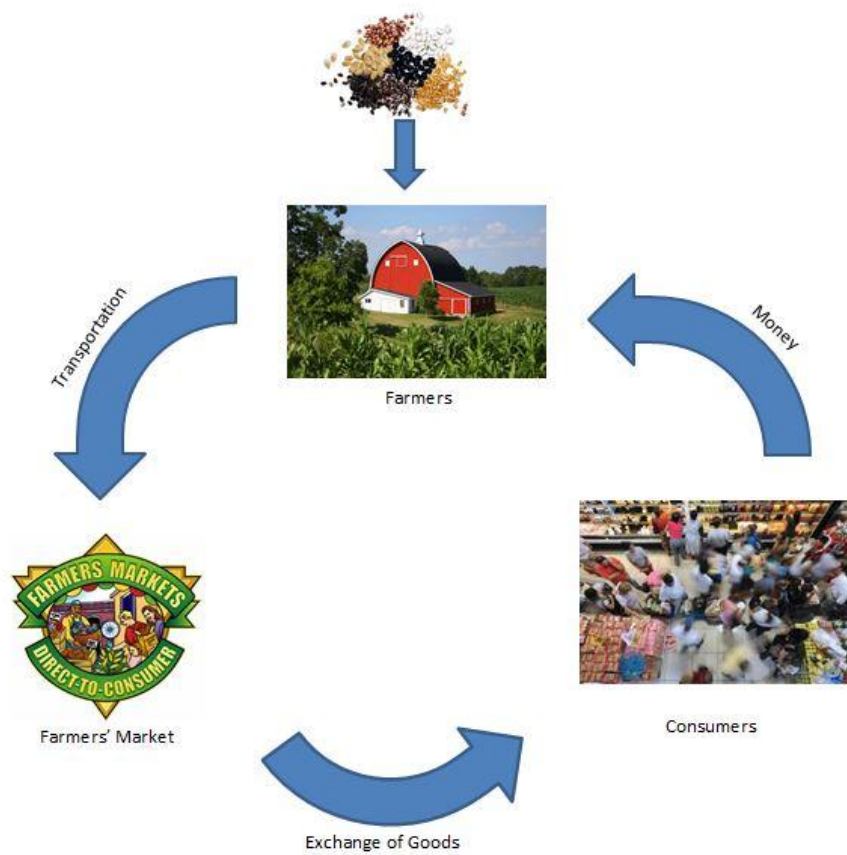 Transportation
Money
Farmers
FARMERS MARKETS
DIRECT-TO-CONSUMER
Farmers' Market
Consumers
Exchange of Goods